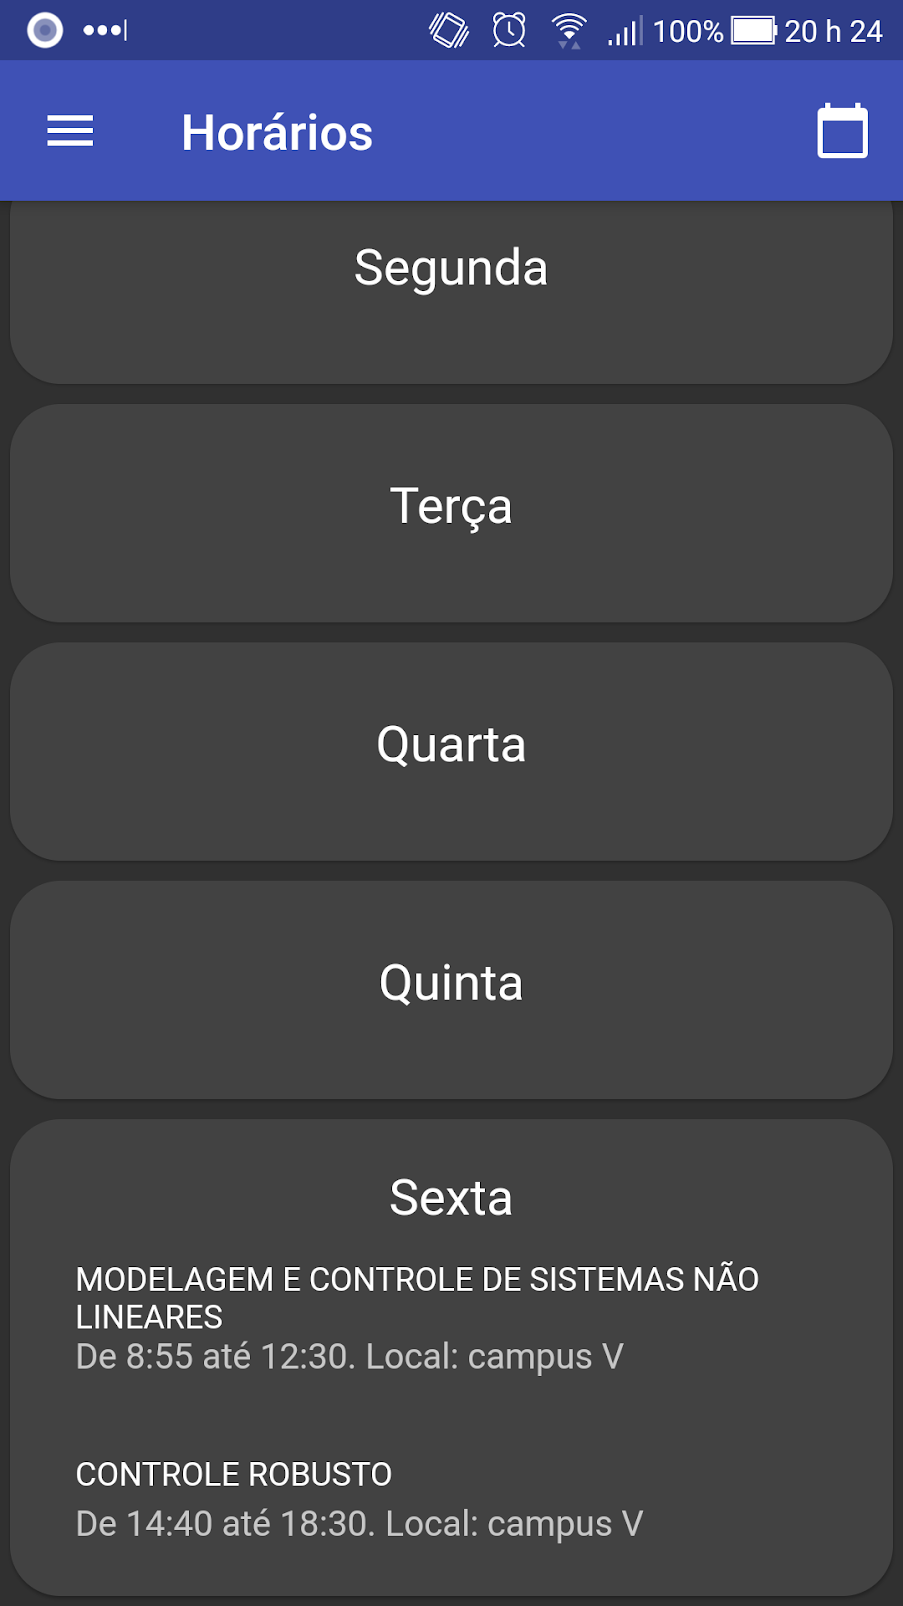 100% 20 h 24
Horários
Segunda
Terça
Quarta
Quinta
Sexta
MODELAGEM E CONTROLE DE SISTEMAS NÃO
LINEARES
De 8:55 até 12:30. Local: campus V
CONTROLE ROBUSTO
De 14:40 até 18:30. Local: campus V